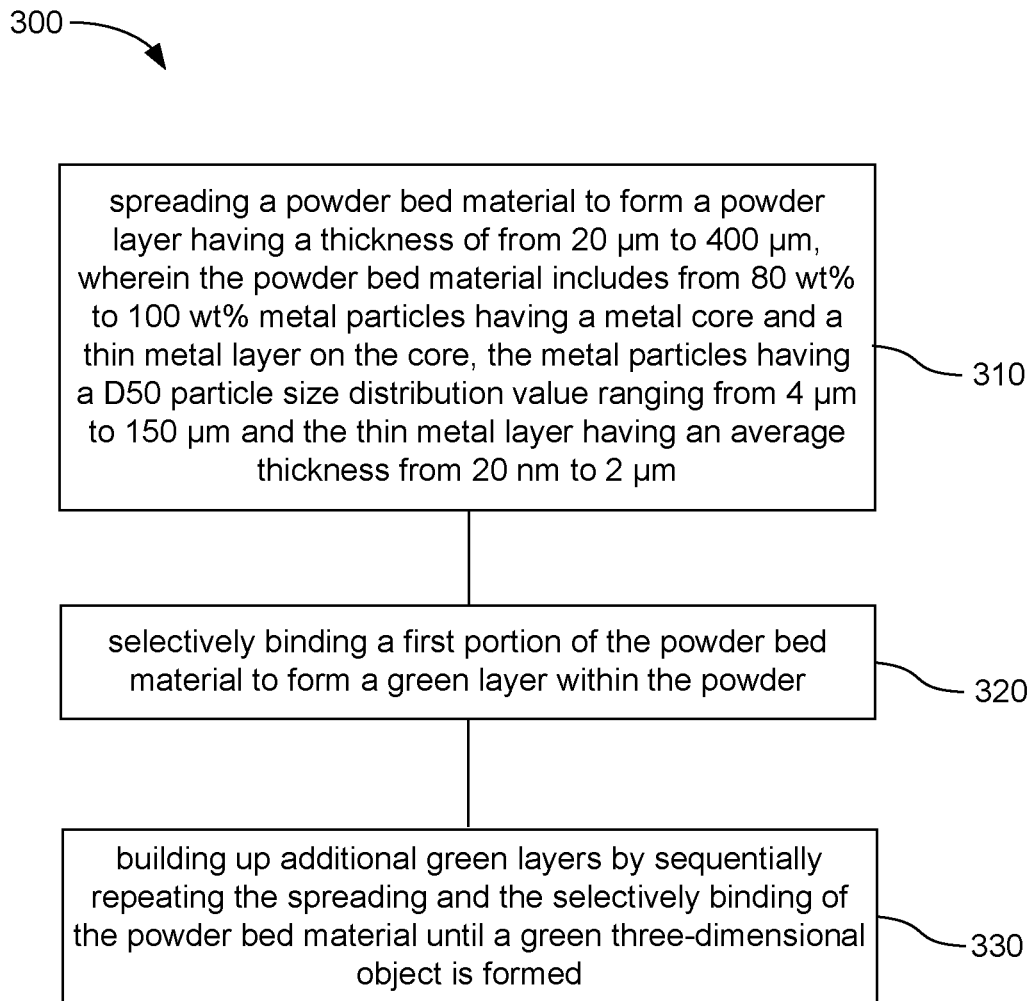 300
spreading a powder bed material to form a powder
layer having a thickness of from 20 µm to 400 µm,
wherein the powder bed material includes from 80 wt%
to 100 wt% metal particles having a metal core and a
thin metal layer on the core, the metal particles having
a D50 particle size distribution value ranging from 4 µm
to 150 µm and the thin metal layer having an average
thickness from 20 nm to 2 µm
310
selectively binding a first portion of the powder bed
material to form a green layer within the powder
320
building up additional green layers by sequentially
repeating the spreading and the selectively binding of
the powder bed material until a green three-dimensional
object is formed
330